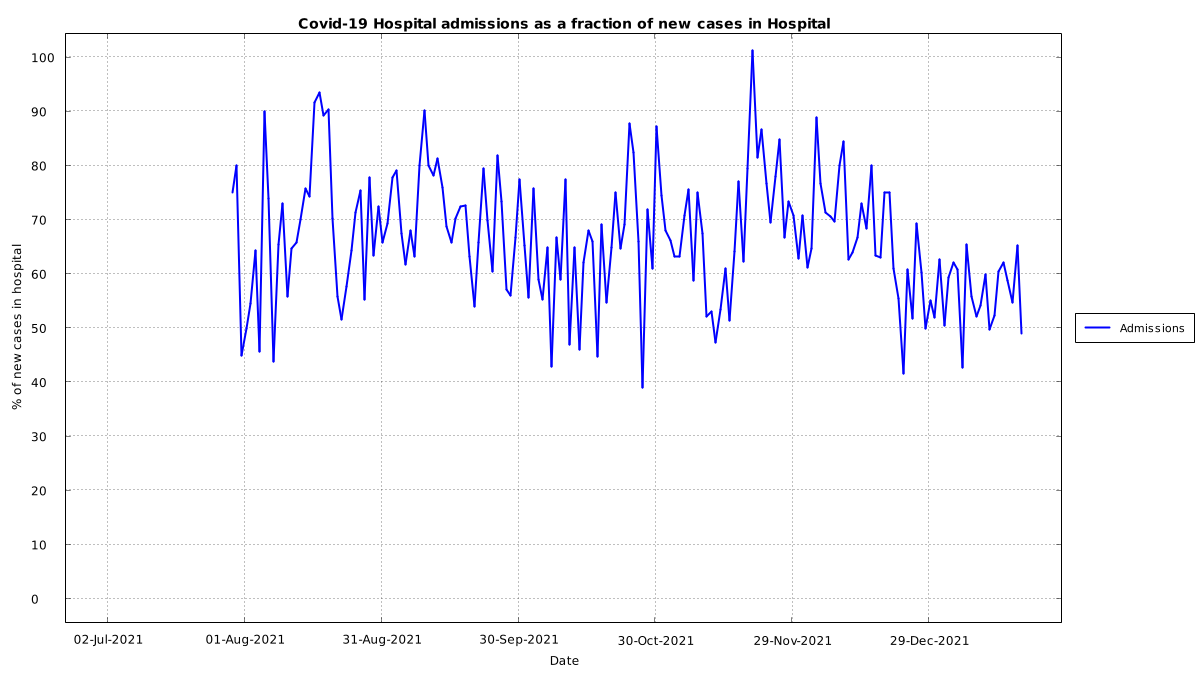 Covid-19 Hospital admissions as a fraction of new cases in Hospital
100
90
80
70
60
50
40
30
20
10
0
% of new cases in hospital
02-Jul-2021 01-Aug-2021 31-Aug-2021 30-Sep-2021 30-Oct-2021 29-Nov-2021 29-Dec-2021
Date
Admissions